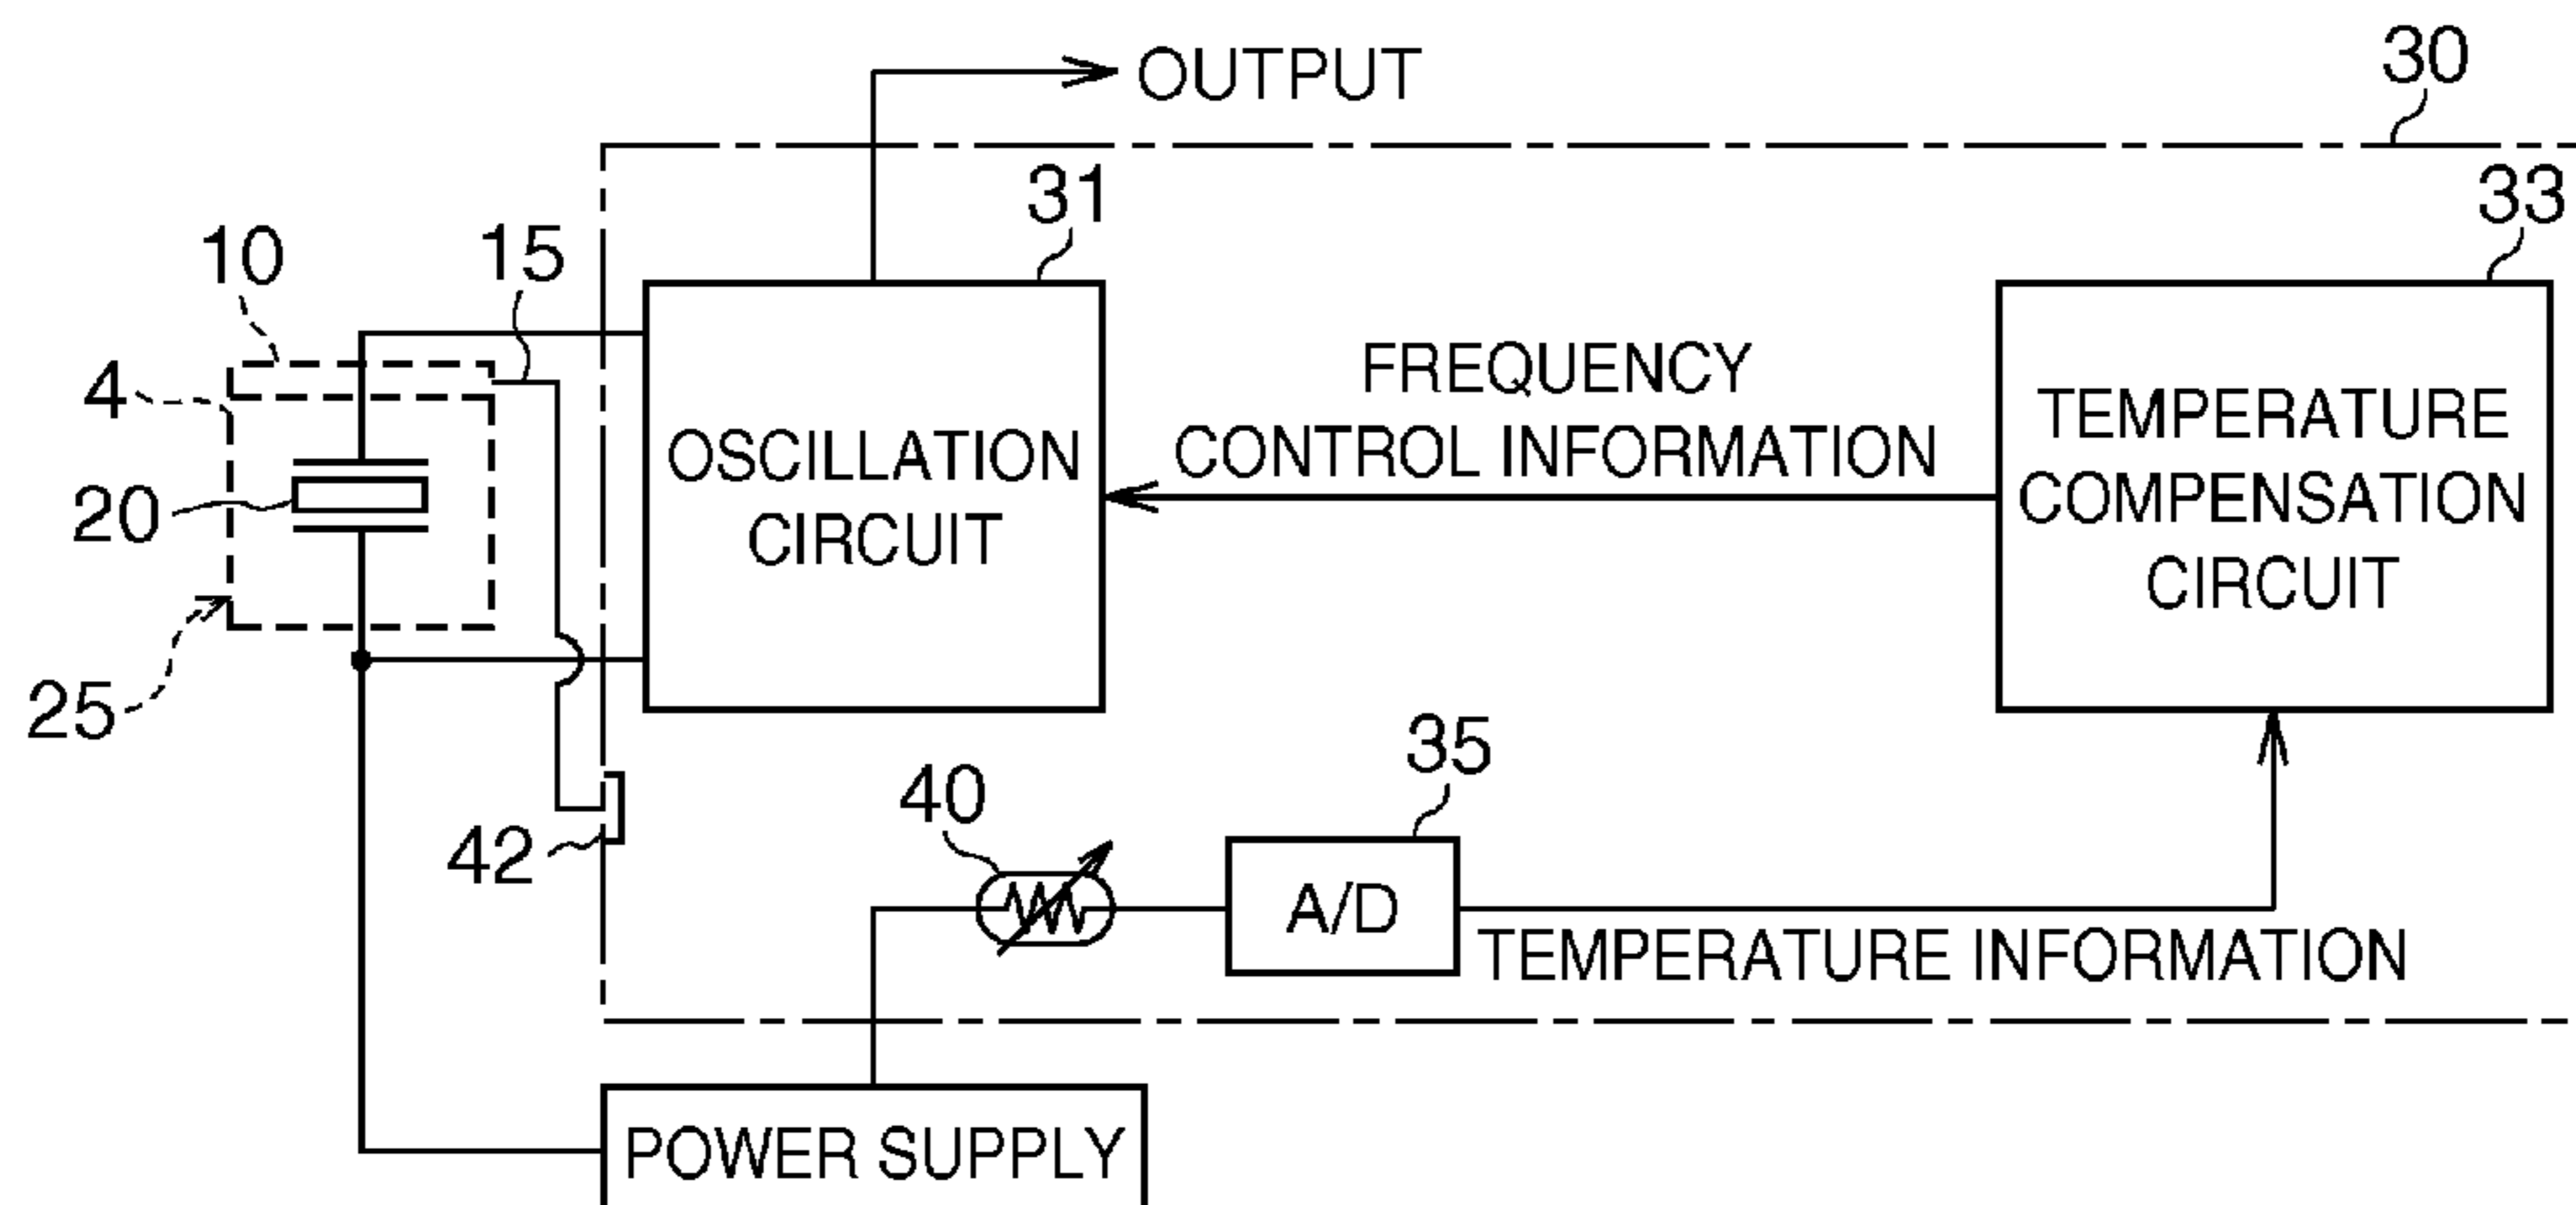 OUTPUT
30
31
33
10
15
4
20
25
OSCILLATION
CIRCUIT
FREQUENCY
CONTROL INFORMATION
TEMPERATURE
COMPENSATION
CIRCUIT
42
40
35
A/D
TEMPERATURE INFORMATION
POWER SUPPLY